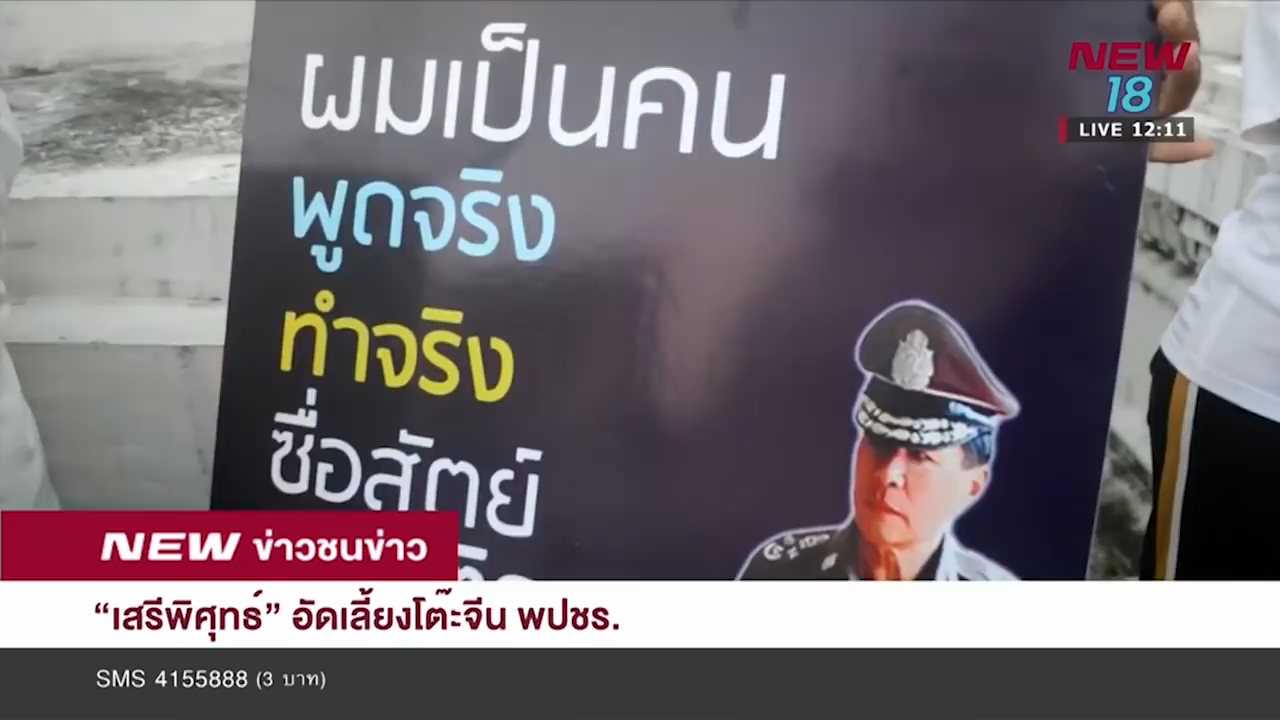 ผมเป็นคน
พูดจริง
ทำจริง
ซื่อสัตย์
NEW
18
LIVE 12:11
NEW ข่าวชนข่าว
“เสรีพิศุทธ์” อัดเลี้ยงโต๊ะจีน พปชร.
SMS 4155888 (3 บาท)